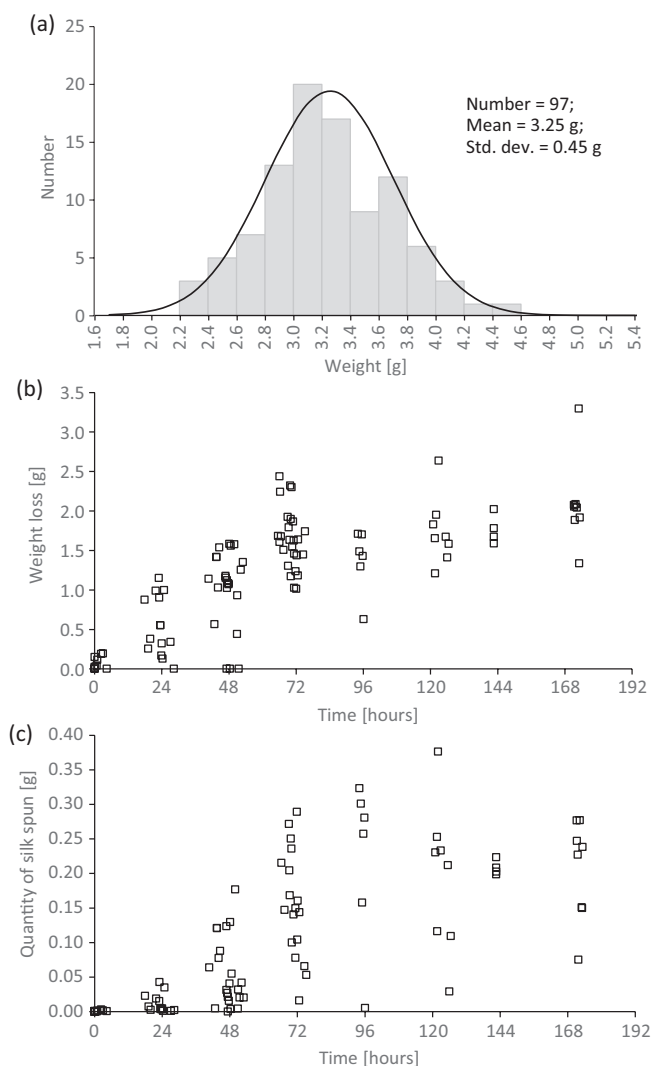 (a)
25
20
15
10
5
0
Number
Number = 97;
Mean = 3.25 g;
Std. dev. = 0.45 g
1.6 1.8 2.0 2.2 2.4 2.6 2.8 3.0 3.2 3.4 3.6 3.8 4.0 4.2 4.4 4.6 4.8 5.0 5.2 5.4
Weight [g]
(b)
3.5
3.0
2.5
2.0
1.5
1.0
0.5
0.0
Weight loss [g]
0 24 48 72 96 120 144 168 192
Time [hours]
(c)
0.40
0.35
0.30
0.25
0.20
0.15
0.10
0.05
0.00
Quantity of silk spun [g]
0 24 48 72 96 120 144 168 192
Time [hours]